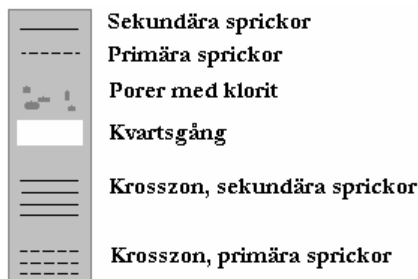 Sekundära sprickor
Primära sprickor
Porer med klorit
Kvartsgång
Krosszon, sekundära sprickor
Krosszon, primära sprickor